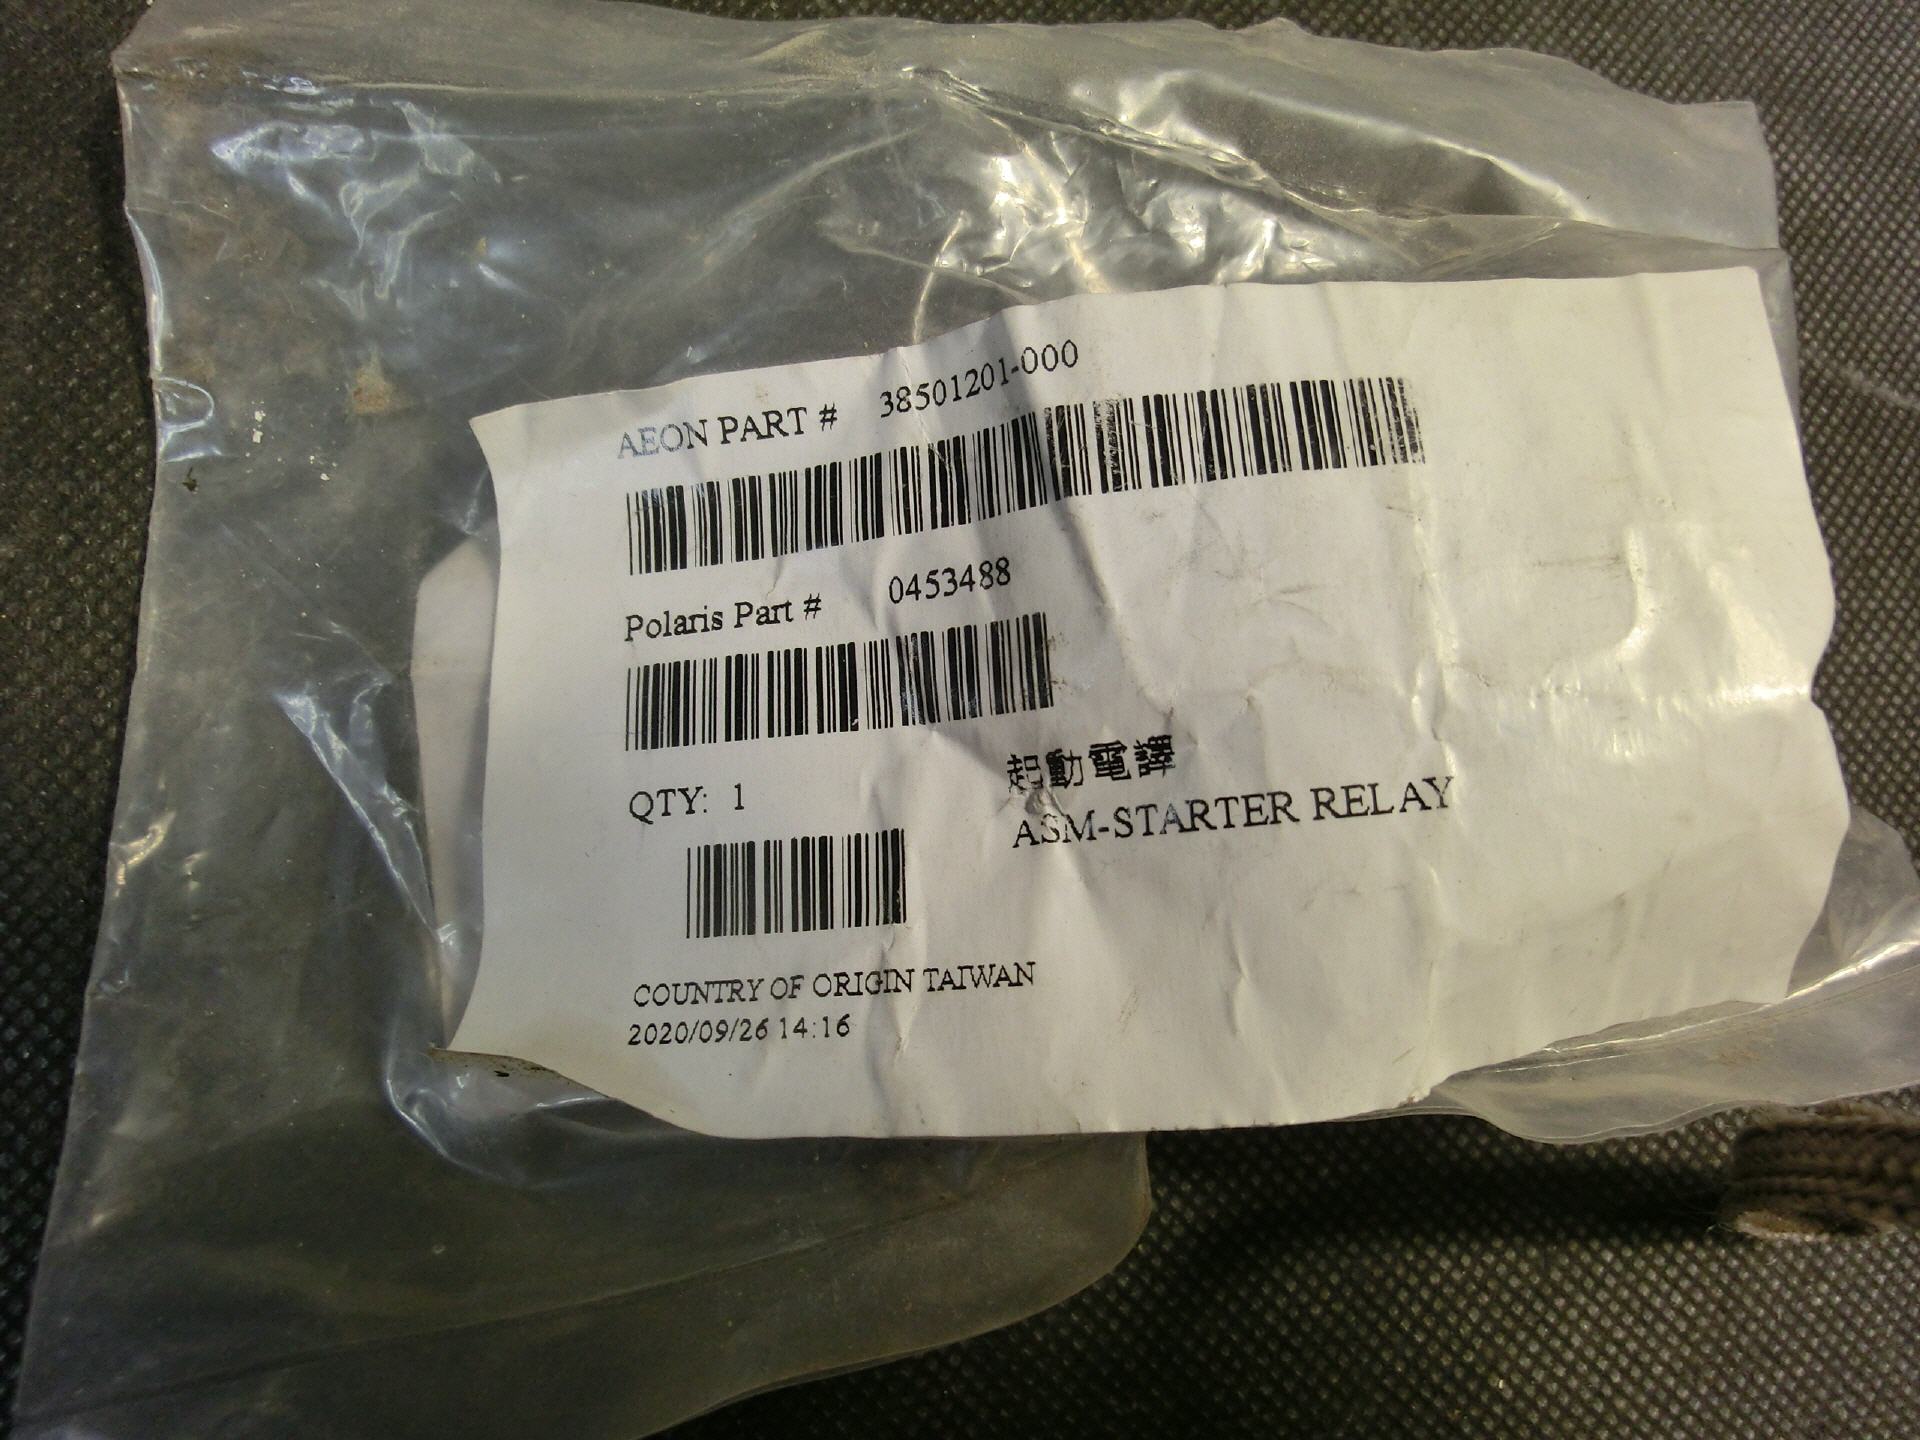 AEON PART # 38501201-000
Polaris Part # 0453488
QTY: 1
起動電譯
ASM-STARTER RELAY
COUNTRY OF ORIGIN TAIWAN
2020/09/26 14:16